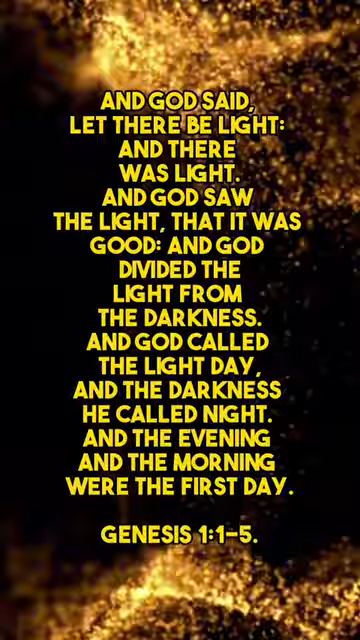 AND GOD SAID,
LET THERE BE LIGHT:
AND THERE
WAS LIGHT.
AND GOD SAW
THE LIGHT, THAT IT WAS
GOOD: AND GOD
DIVIDED THE
LIGHT FROM
THE DARKNESS.
AND GOD CALLED
THE LIGHT DAY,
AND THE DARKNESS
HE CALLED NIGHT.
AND THE EVENING
AND THE MORNING
WERE THE FIRST DAY.
GENESIS 1:1-5.